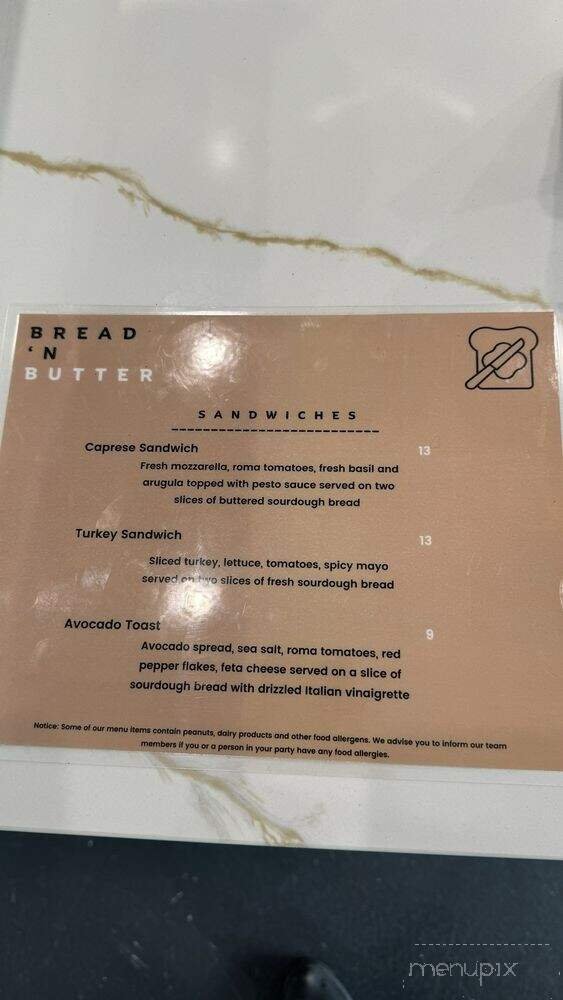 BREAD
'N
BUTTER
SANDWICHES
Caprese Sandwich 13
Fresh mozzarella, roma tomatoes, fresh basil and
arugula topped with pesto sauce served on two
slices of buttered sourdough bread
Turkey Sandwich 13
Sliced turkey, lettuce, tomatoes, spicy mayo
served on two slices of fresh sourdough bread
Avocado Toast 9
Avocado spread, sea salt, roma tomatoes, red
pepper flakes, feta cheese served on a slice of
sourdough bread with drizzled Italian vinaigrette
Notice: Some of our menu items contain peanuts, dairy products and other food allergens. We advise you to inform our team
members if you or a person in your party have any food allergies.
menupix